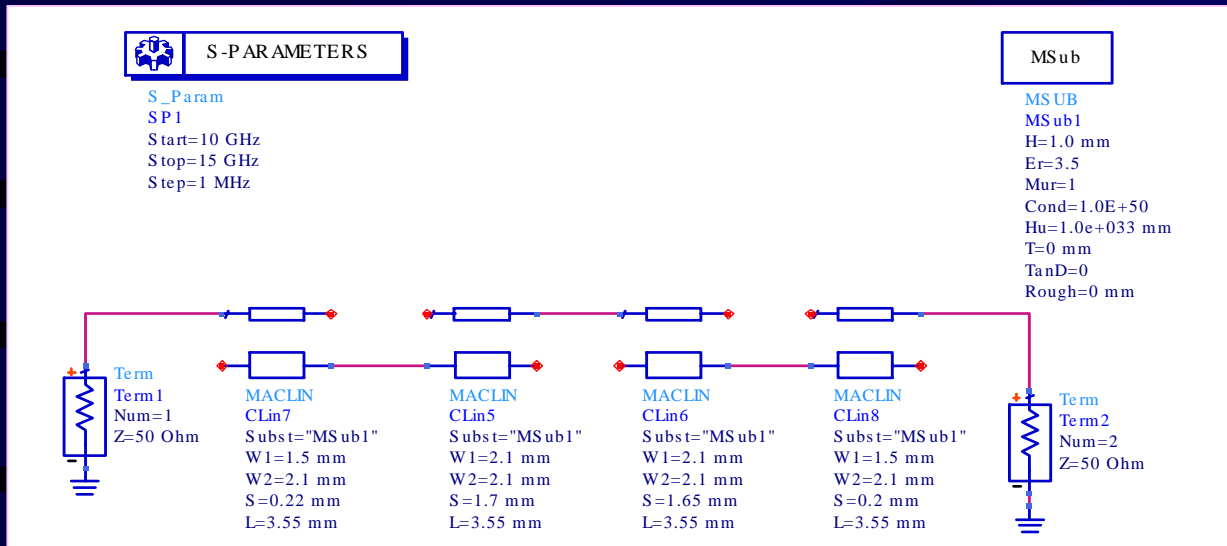 S-PARAMETERS
S_Param
SP1
Start=10 GHz
Stop=15 GHz
Step=1 MHz
MSub
MSUB
MSub1
H=1.0 mm
Er=3.5
Mur=1
Cond=1.0E+50
Hu=1.0e+033 mm
T=0 mm
TanD=0
Rough=0 mm
+
Term
Term1
Num=1
Z=50 Ohm
-
MACLIN
CLin7
Subst="MSub1"
W1=1.5 mm
W2=2.1 mm
S=0.22 mm
L=3.55 mm
MACLIN
CLin5
Subst="MSub1"
W1=2.1 mm
W2=2.1 mm
S=1.7 mm
L=3.55 mm
MACLIN
CLin6
Subst="MSub1"
W1=2.1 mm
W2=2.1 mm
S=1.65 mm
L=3.55 mm
MACLIN
CLin8
Subst="MSub1"
W1=1.5 mm
W2=2.1 mm
S=0.2 mm
L=3.55 mm
+
Term
Term2
Num=2
Z=50 Ohm
-